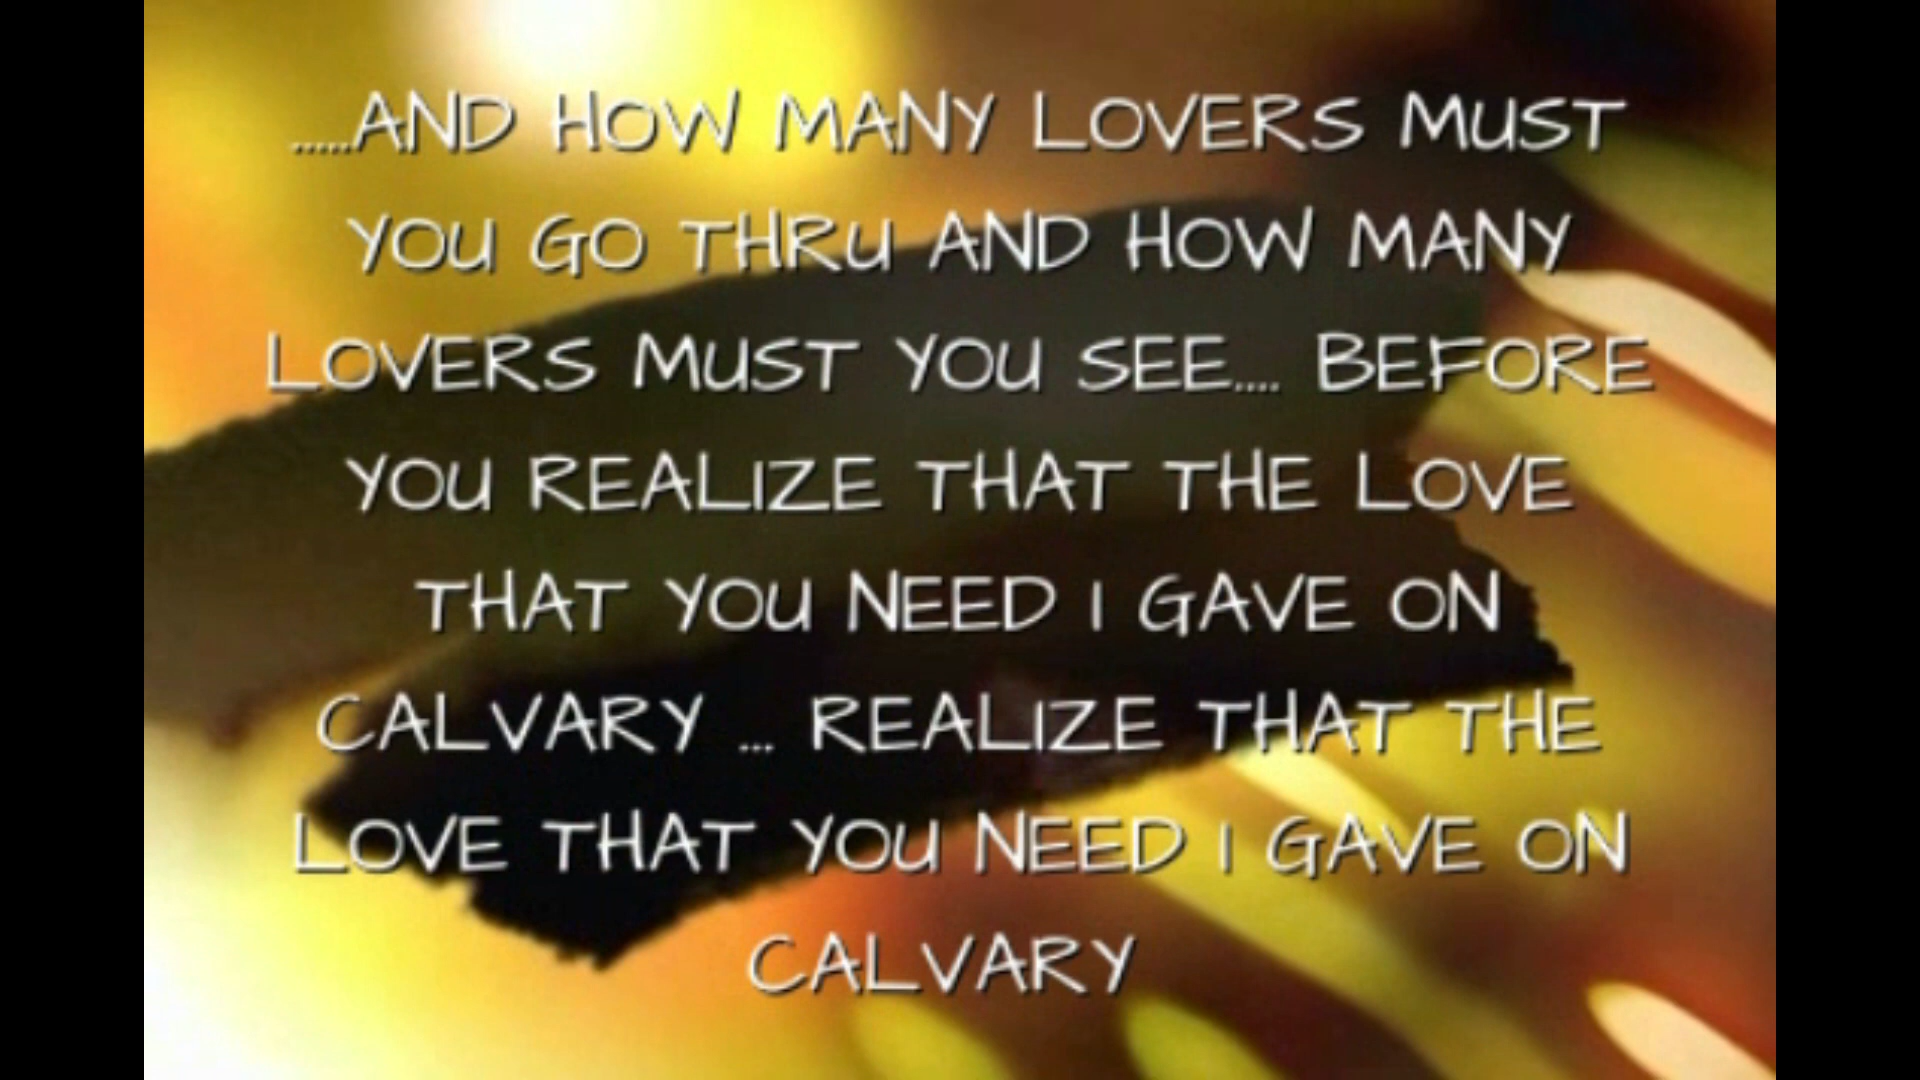 .....AND HOW MANY LOVERS MUST
YOU GO THRU AND HOW MANY
LOVERS MUST YOU SEE.... BEFORE
YOU REALIZE THAT THE LOVE
THAT YOU NEED I GAVE ON
CALVARY ... REALIZE THAT THE
LOVE THAT YOU NEED I GAVE ON
CALVARY